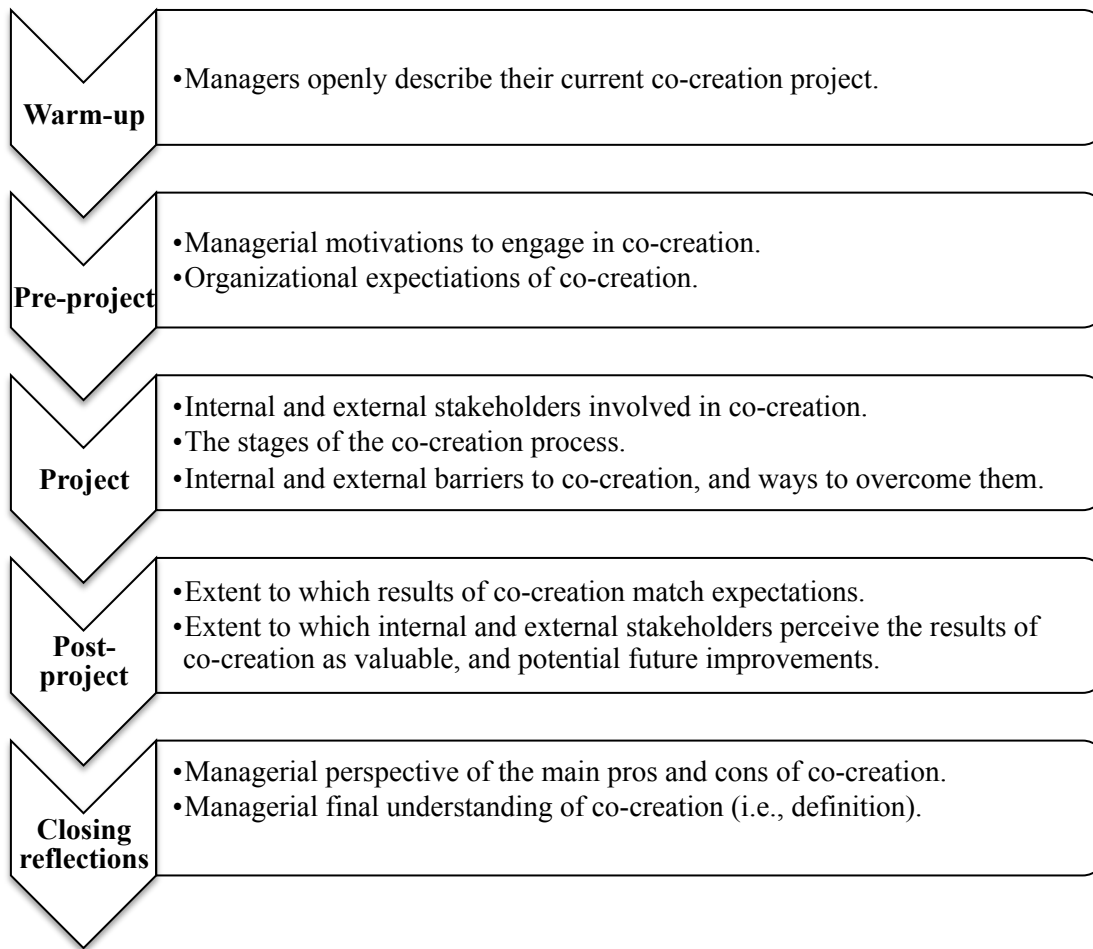 Warm-up
•Managers openly describe their current co-creation project.
Pre-project
•Managerial motivations to engage in co-creation.
•Organizational expectiations of co-creation.
Project
•Internal and external stakeholders involved in co-creation.
•The stages of the co-creation process.
•Internal and external barriers to co-creation, and ways to overcome them.
Post-
project
•Extent to which results of co-creation match expectations.
•Extent to which internal and external stakeholders perceive the results of
co-creation as valuable, and potential future improvements.
Closing
reflections
•Managerial perspective of the main pros and cons of co-creation.
•Managerial final understanding of co-creation (i.e., definition).